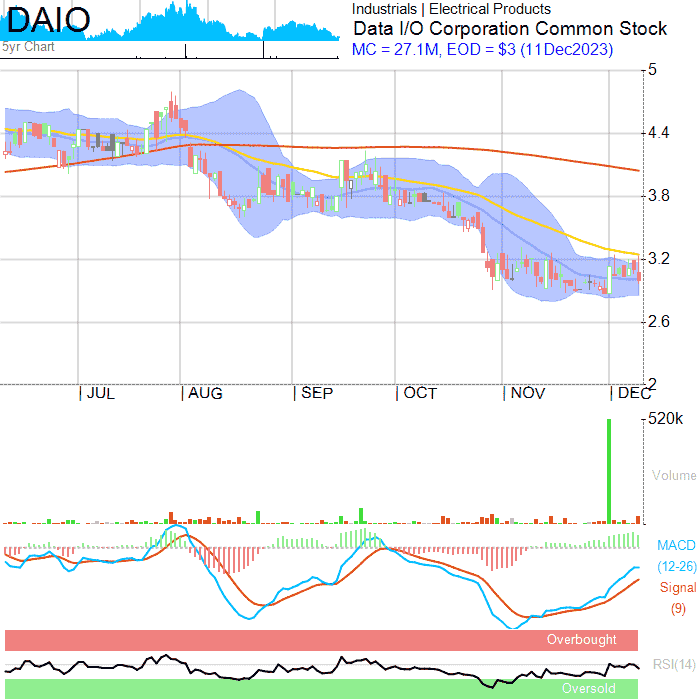 DAIO
5yr Chart
Industrials | Electrical Products
Data I/O Corporation Common Stock
MC = 27.1M, EOD = $3 (11Dec2023)
5
4.4
3.8
3.2
2.6
2
| JUL
| AUG
| SEP
| OCT
| NOV
| DEC
520k
Volume
MACD
(12-26)
Signal
(9)
Overbought
RSI(14)
Oversold